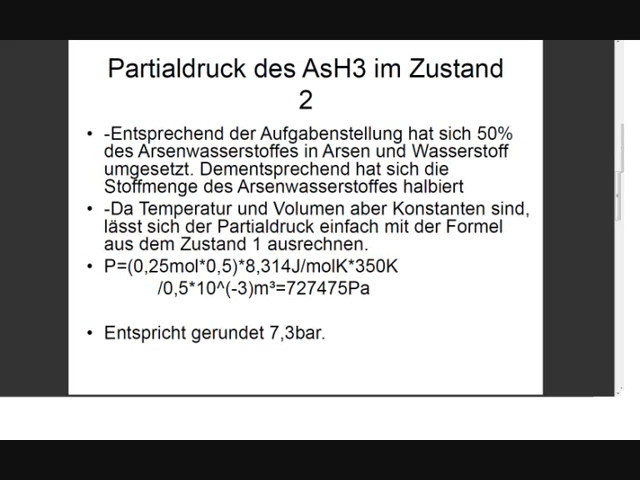 Partialdruck des AsH3 im Zustand
2
• -Entsprechend der Aufgabenstellung hat sich 50%
des Arsenwasserstoffes in Arsen und Wasserstoff
umgesetzt. Dementsprechend hat sich die
Stoffmenge des Arsenwasserstoffes halbiert
• -Da Temperatur und Volumen aber Konstanten sind,
lässt sich der Partialdruck einfach mit der Formel
aus dem Zustand 1 ausrechnen.
• P=(0,25mol*0,5)*8,314J/molK*350K
/0,5*10^(-3)m³=727475Pa
• Entspricht gerundet 7,3bar.